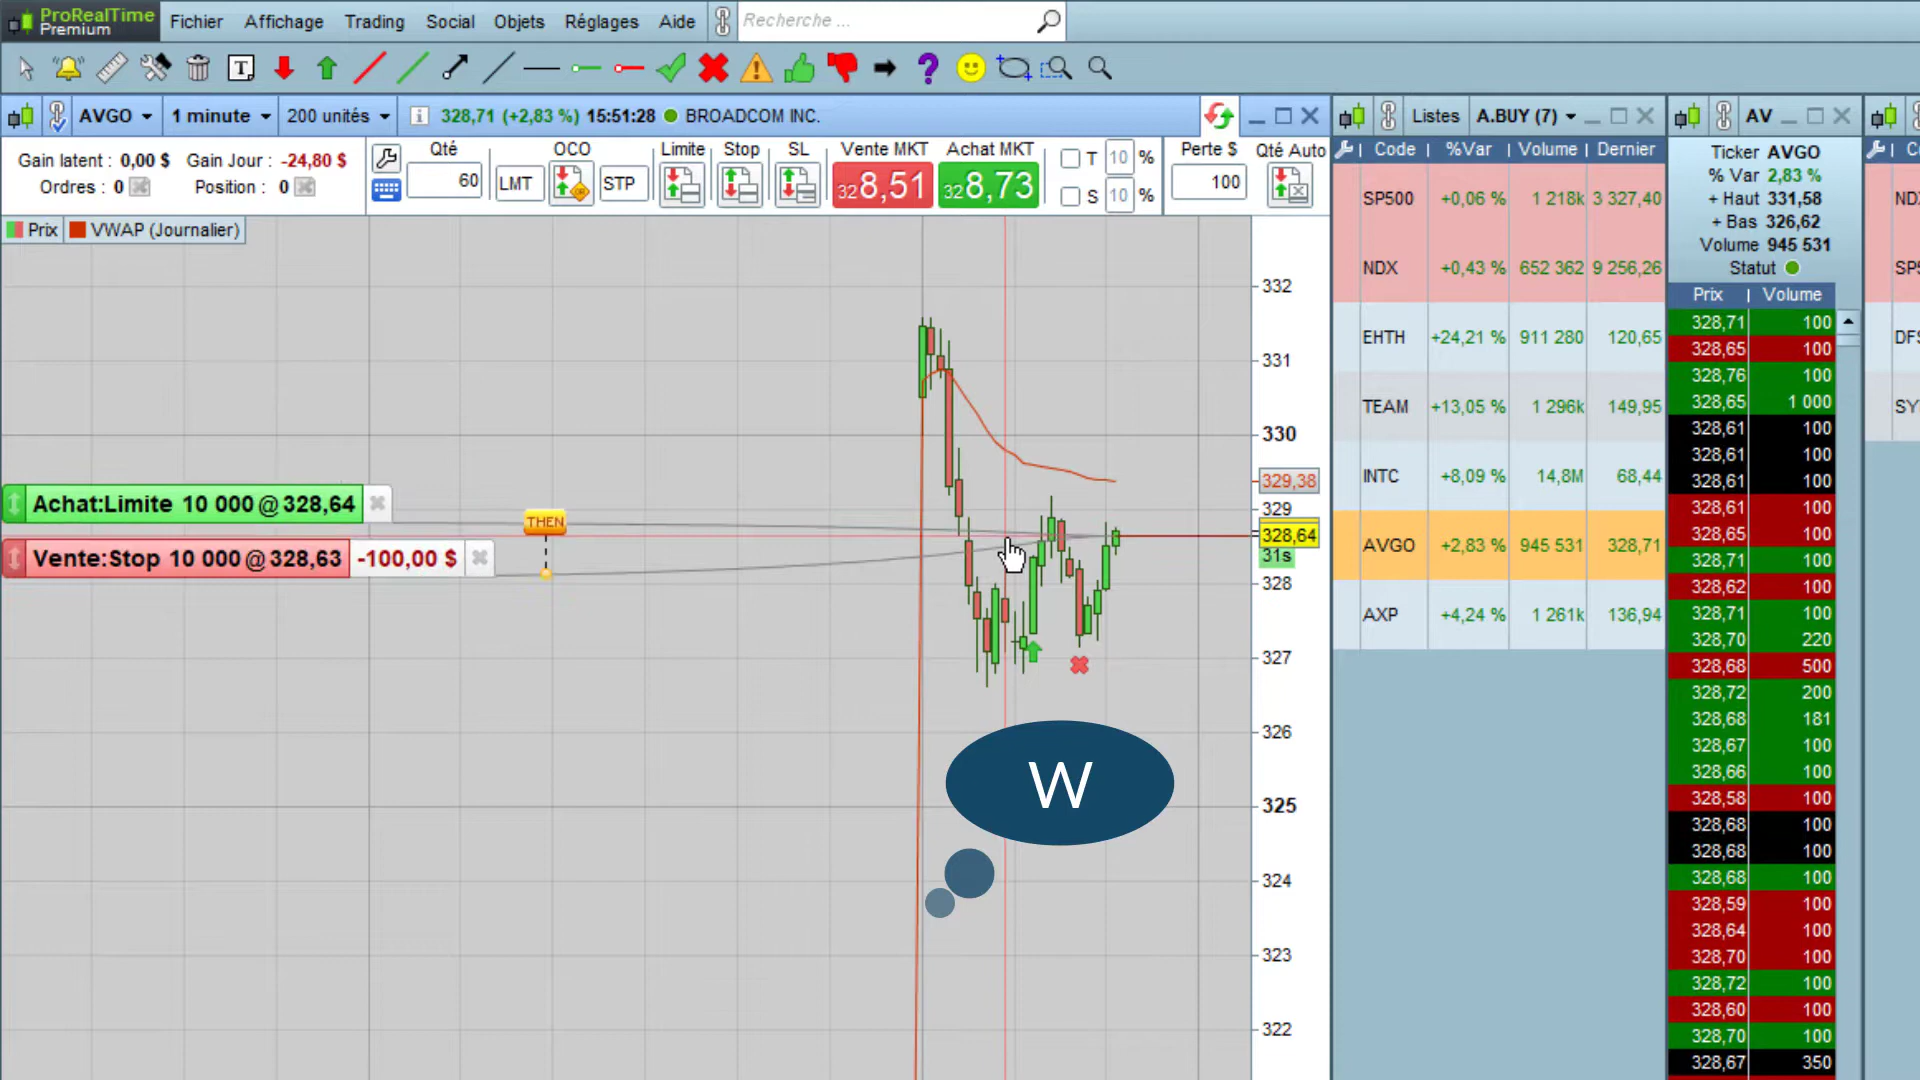 ProRealTime
Premium
Fichier Affichage Trading Social Objets Réglages Aide
Recherche ...
T
AVGO 1 minute 200 unités 328,71 (+2,83 %) 15:51:28 BROADCOM INC.
Gain latent : 0,00 $ Gain Jour : -24,80 $
Ordres : 0 Position : 0
Qté OCO Limite Stop SL Vente MKT Achat MKT Perte $ Qté Auto
60 LMT STP 328,51 328,73 100
T 10 %
S 10 %
Prix VWAP (Journalier)
332
331
330
329,38
329
328,64
31s
328
327
326
325
324
323
322
Achat:Limite 10 000@328,64
THEN
Vente:Stop 10 000@328,63 -100,00 $
W
Listes A.BUY (7)
Code %Var Volume Dernier
SP500 +0,06 % 1 218k 3 327,40
NDX +0,43 % 652 362 9 256,26
EHTH +24,21 % 911 280 120,65
TEAM +13,05 % 1 296k 149,95
INTC +8,09 % 14,8M 68,44
AVGO +2,83 % 945 531 328,71
AXP +4,24 % 1 261k 136,94
AV
Ticker AVGO
% Var 2,83 %
+ Haut 331,58
+ Bas 326,62
Volume 945 531
Statut
Prix Volume
328,71 100
328,65 100
328,76 100
328,65 1 000
328,61 100
328,61 100
328,61 100
328,61 100
328,65 100
328,71 100
328,62 100
328,71 100
328,70 220
328,68 500
328,72 200
328,68 181
328,67 100
328,66 100
328,58 100
328,68 100
328,68 100
328,68 100
328,59 100
328,64 100
328,70 100
328,72 100
328,60 100
328,70 100
328,67 350